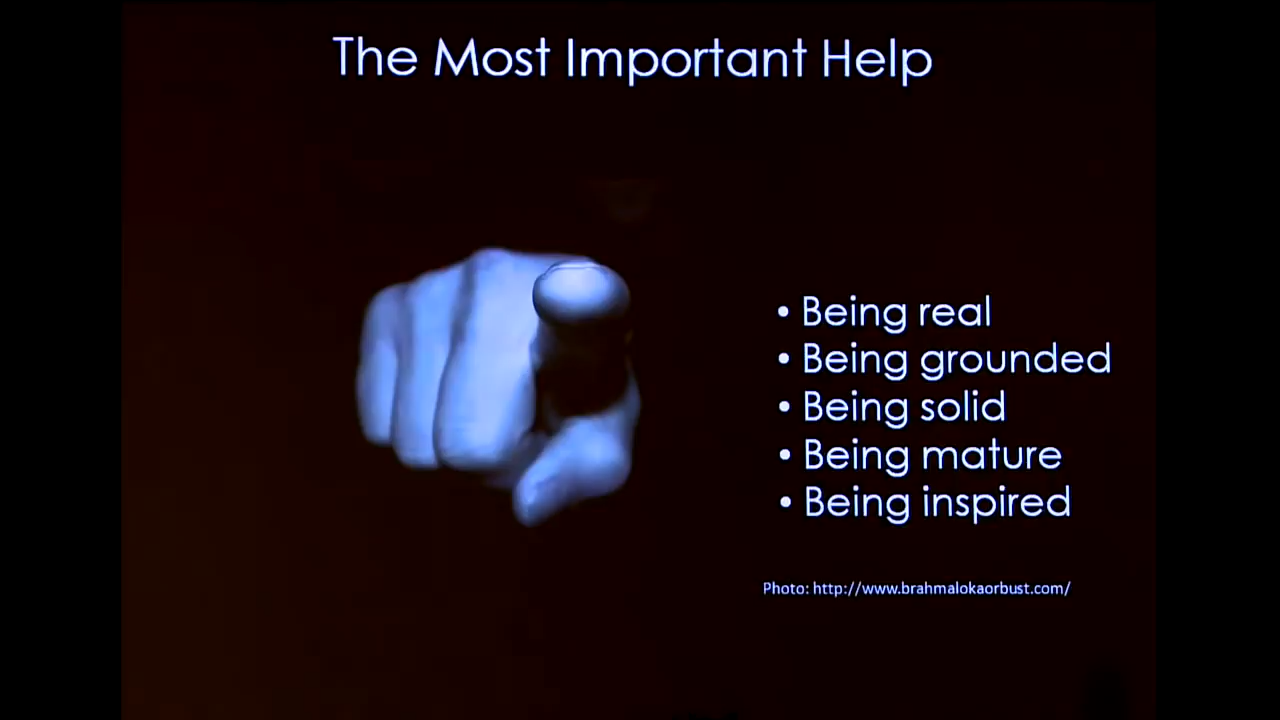 The Most Important Help
• Being real
• Being grounded
• Being solid
• Being mature
• Being inspired
Photo: http://www.brahmalokaorbust.com/